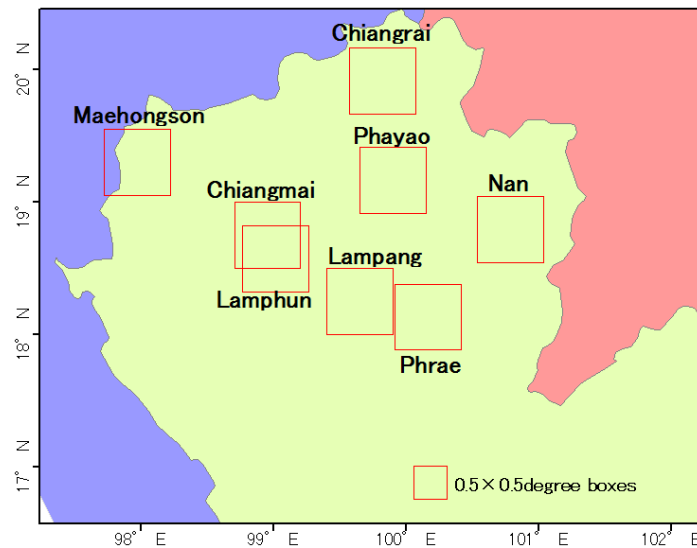 Chiangrai
20° N
Maehongson
Phayao
Chiangmai
Nan
19° N
Lampang
Lamphun
18° N
Phrae
17° N
0.5×0.5degree boxes
98° E 99° E 100° E 101° E 102° E